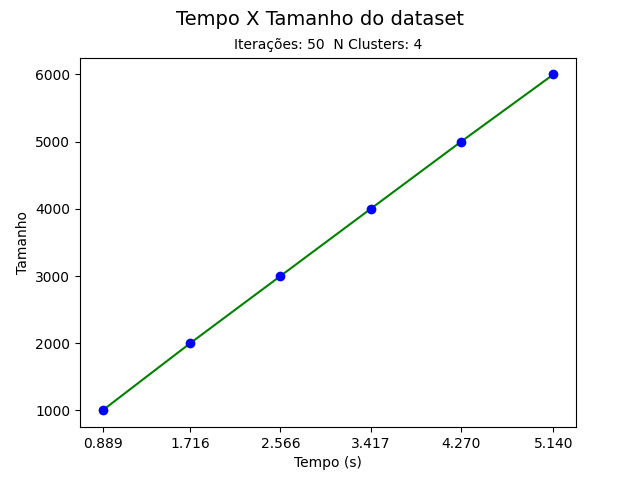 Tempo X Tamanho do dataset
Iterações: 50  N Clusters: 4
6000
5000
4000
3000
2000
1000
Tamanho
0.889 1.716 2.566 3.417 4.270 5.140
Tempo (s)